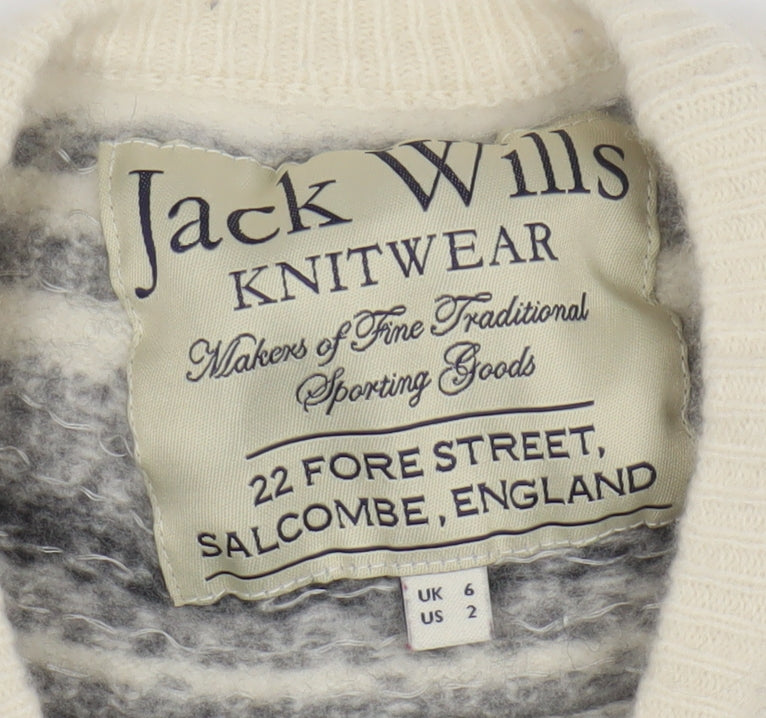 Jack Wills
KNITWEAR
Makers of Fine Traditional
Sporting Goods
22 FORE STREET,
SALCOMBE, ENGLAND
UK 6
US 2